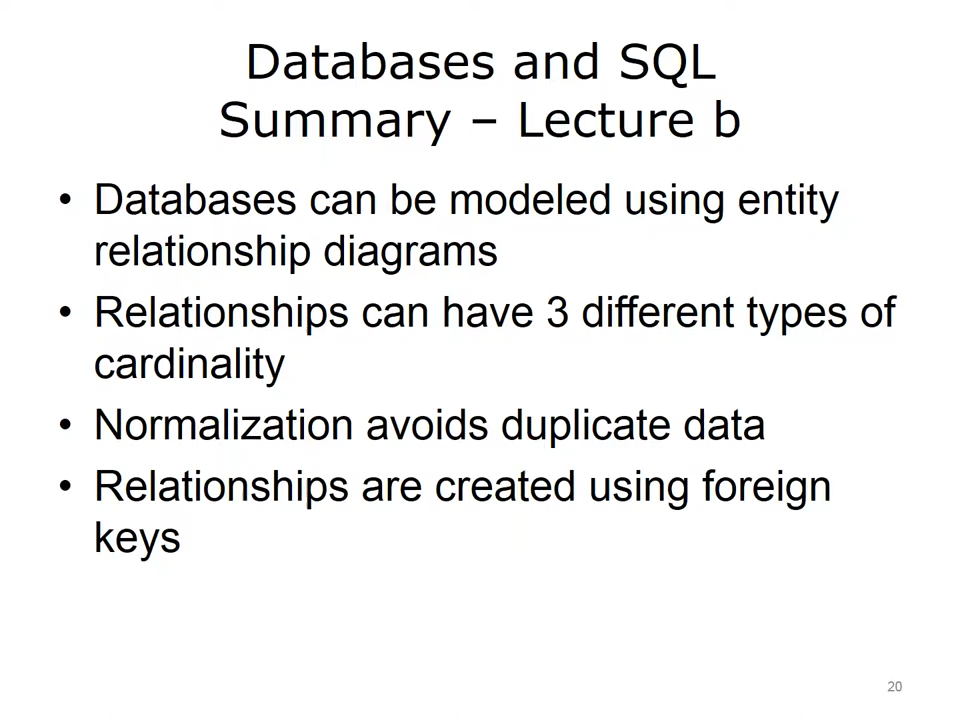 Databases and SQL
Summary – Lecture b
• Databases can be modeled using entity
relationship diagrams
• Relationships can have 3 different types of
cardinality
• Normalization avoids duplicate data
• Relationships are created using foreign
keys
20